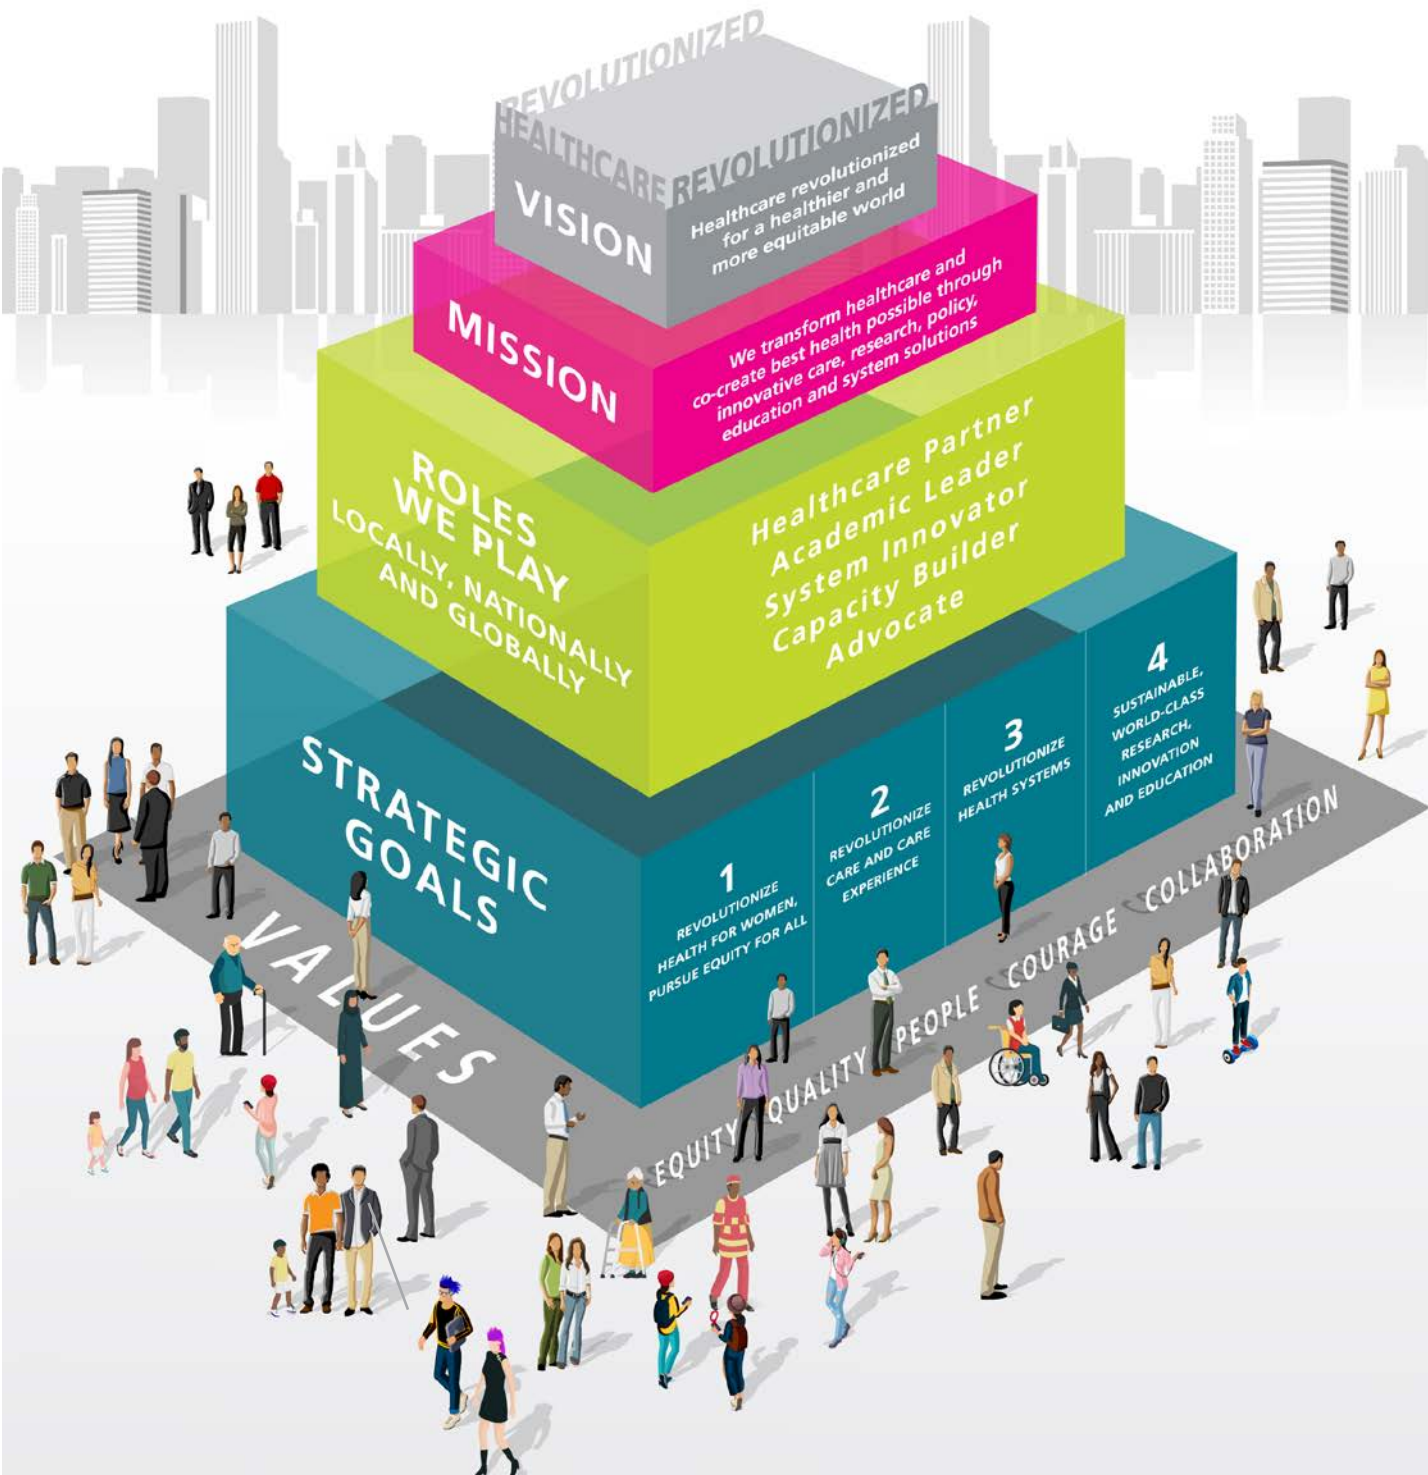 REVOLUTIONIZED
HEALTHCARE
REVOLUTIONIZED
VISION
Healthcare revolutionized
for a healthier and
more equitable world
MISSION
We transform healthcare and
co-create best health possible through
innovative care, research, policy,
education and system solutions
ROLES
WE PLAY
LOCALLY, NATIONALLY
AND GLOBALLY
Healthcare Partner
Academic Leader
System Innovator
Capacity Builder
Advocate
STRATEGIC
GOALS
1
REVOLUTIONIZE
HEALTH FOR WOMEN,
PURSUE EQUITY FOR ALL
2
REVOLUTIONIZE
CARE AND CARE
EXPERIENCE
3
REVOLUTIONIZE
HEALTH SYSTEMS
4
SUSTAINABLE,
WORLD-CLASS
RESEARCH,
INNOVATION
AND EDUCATION
VALUES
EQUITY QUALITY PEOPLE COURAGE COLLABORATION